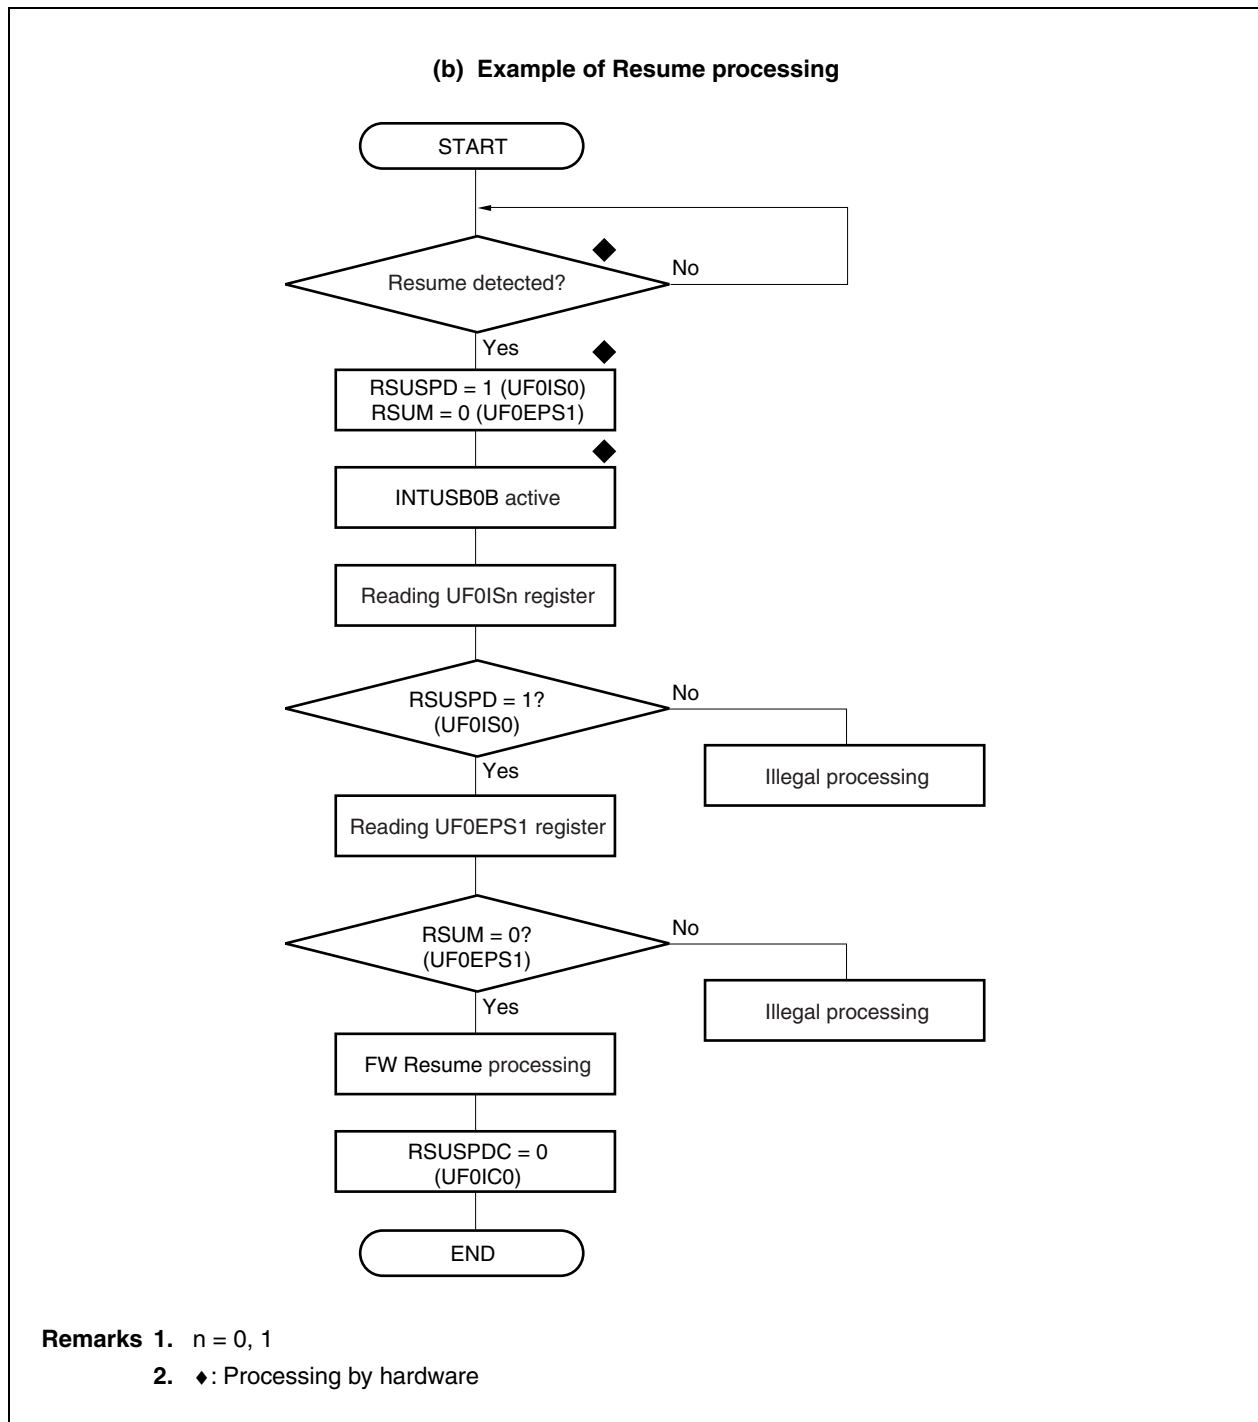 (b) Example of Resume processing
START
Resume detected?
No
Yes
RSUSPD = 1 (UF0IS0)
RSUM = 0 (UF0EPS1)
INTUSB0B active
Reading UF0ISn register
RSUSPD = 1?
(UF0IS0)
No
Yes
Illegal processing
Reading UF0EPS1 register
RSUM = 0?
(UF0EPS1)
No
Yes
Illegal processing
FW Resume processing
RSUSPDC = 0
(UF0IC0)
END
Remarks 1. n = 0, 1
2. ♦: Processing by hardware